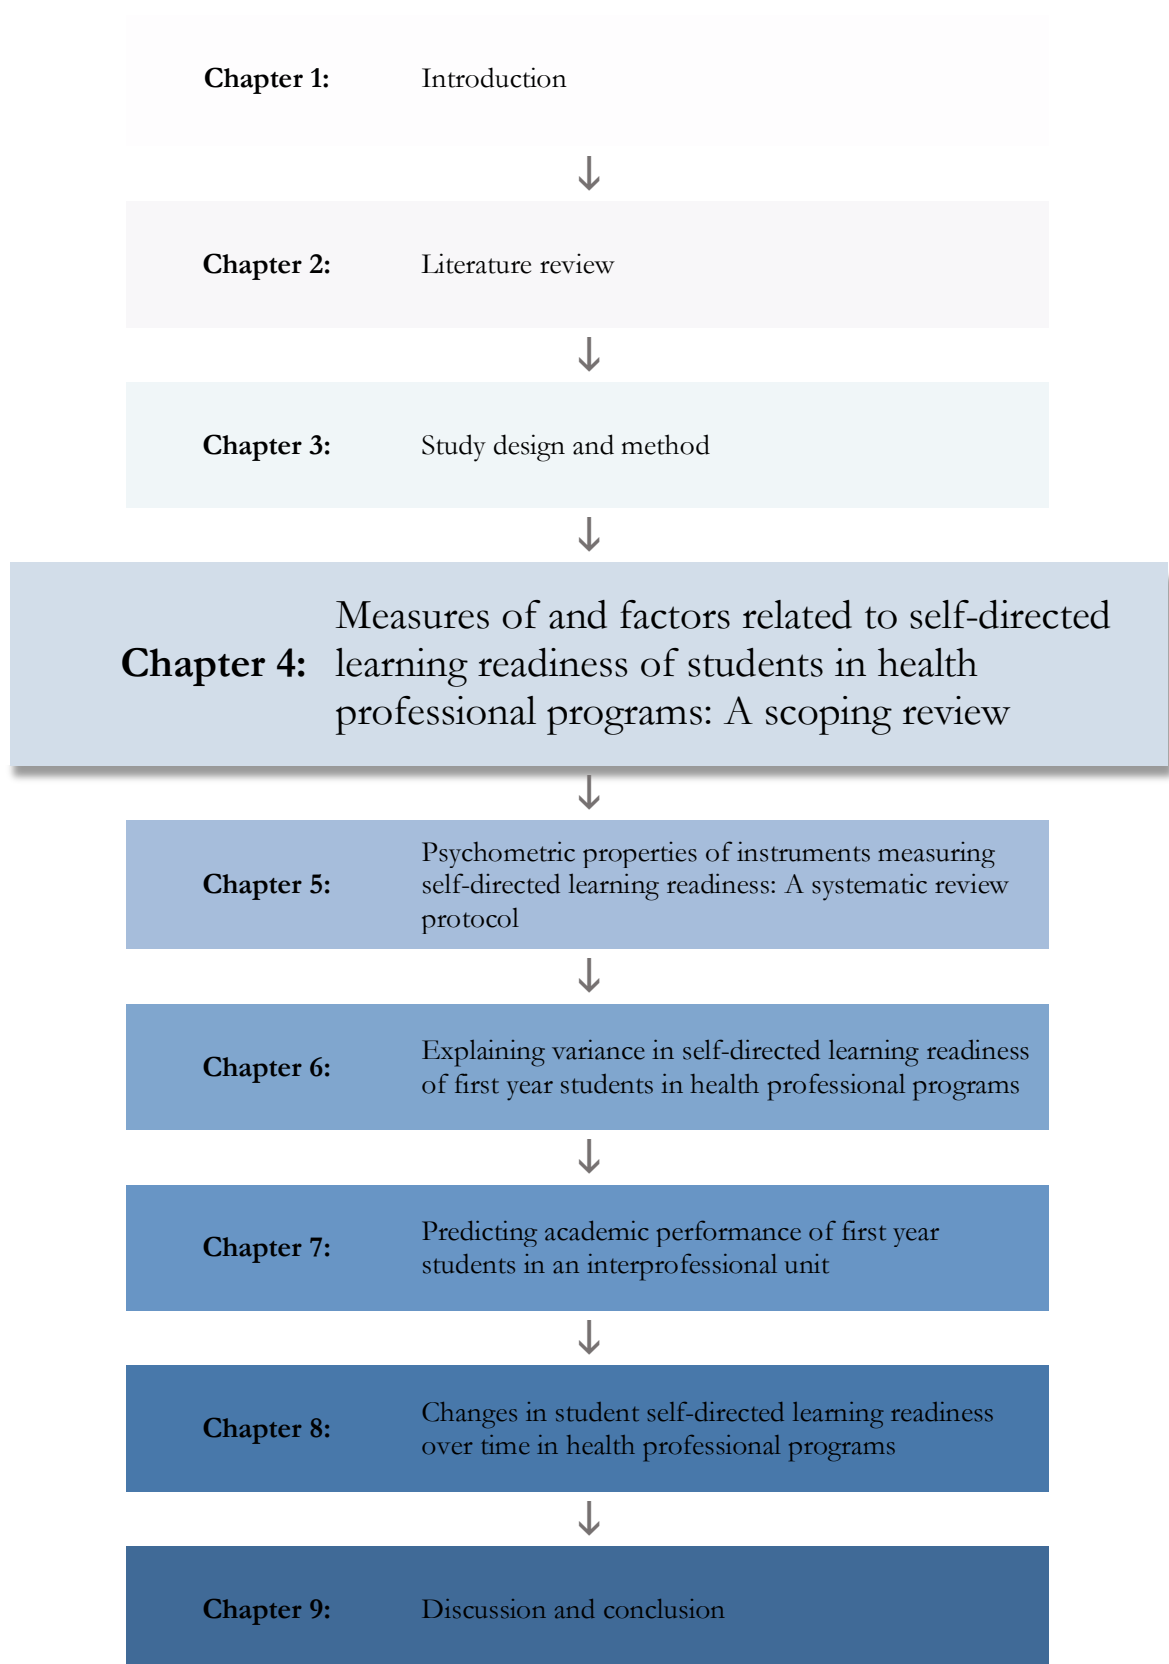 Chapter 1: Introduction
Chapter 2: Literature review
Chapter 3: Study design and method
Measures of and factors related to self-directed
Chapter 4: learning readiness of students in health
professional programs: A scoping review
Psychometric properties of instruments measuring
Chapter 5: self-directed learning readiness: A systematic review
protocol
Chapter 6: Explaining variance in self-directed learning readiness
of first year students in health professional programs
Chapter 7: Predicting academic performance of first year
students in an interprofessional unit
Chapter 8: Changes in student self-directed learning readiness
over time in health professional programs
Chapter 9: Discussion and conclusion